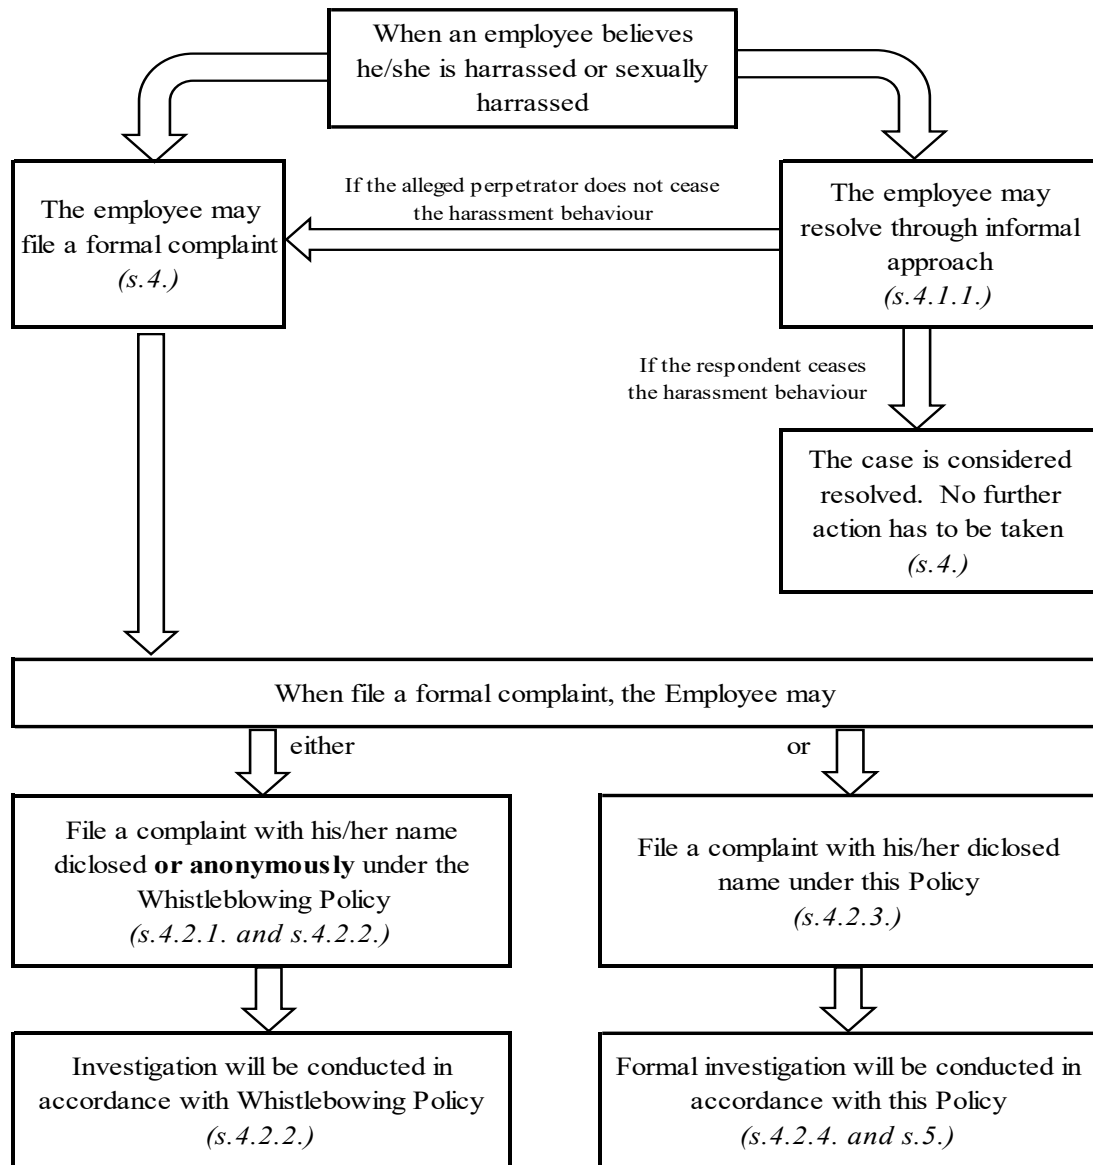 When an employee believes
he/she is harrassed or sexually
harrassed
The employee may
file a formal complaint
(s.4.)
If the alleged perpetrator does not cease
the harassment behaviour
The employee may
resolve through informal
approach
(s.4.1.1.)
If the respondent ceases
the harassment behaviour
The case is considered
resolved. No further
action has to be taken
(s.4.)
When file a formal complaint, the Employee may
either
or
File a complaint with his/her name
diclosed or anonymously under the
Whistleblowing Policy
(s.4.2.1. and s.4.2.2.)
File a complaint with his/her diclosed
name under this Policy
(s.4.2.3.)
Investigation will be conducted in
accordance with Whistlebowing Policy
(s.4.2.2.)
Formal investigation will be conducted in
accordance with this Policy
(s.4.2.4. and s.5.)